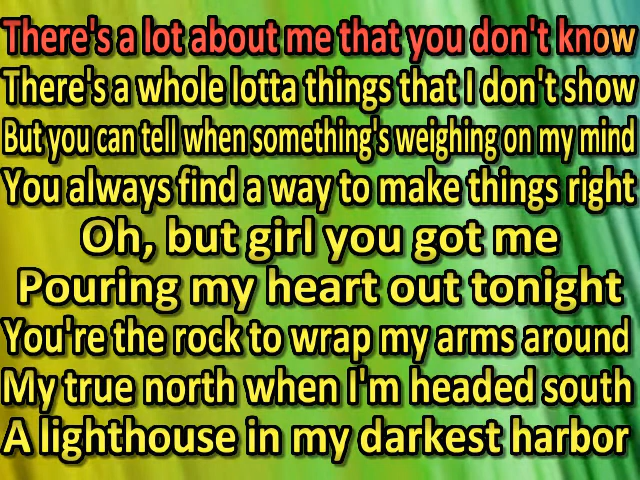 There's a lot about me that you don't know
There's a whole lotta things that I don't show
But you can tell when something's weighing on my mind
You always find a way to make things right
Oh, but girl you got me
Pouring my heart out tonight
You're the rock to wrap my arms around
My true north when I'm headed south
A lighthouse in my darkest harbor